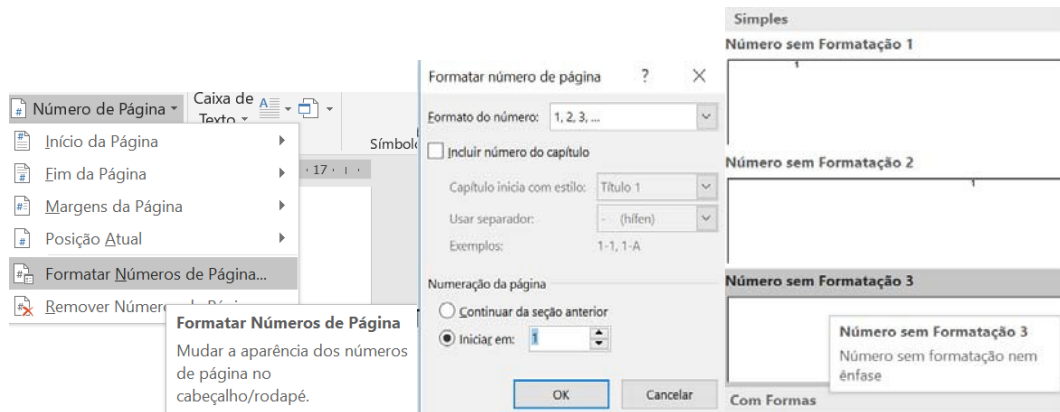 Número de Página
Caixa de
Texto
Início da Página
Fim da Página
Margens da Página
Posição Atual
Formatar Números de Página...
Remover
Formatar Números de Página
Mudar a aparência dos números
de página no
cabeçalho/rodapé.
17
Formatar número de página ?
Formato do número: 1, 2, 3, ...
Incluir número do capítulo
Capítulo inicia com estilo: Título 1
Usar separador: - (hífen)
Exemplos: 1-1, 1-A
Numeração da página
Continuar da seção anterior
Iniciar em: 1
OK Cancelar
Simples
Número sem Formatação 1
1
Número sem Formatação 2
1
Número sem Formatação 3
Número sem Formatação 3
Número sem formatação nem
ênfase
Com Formas